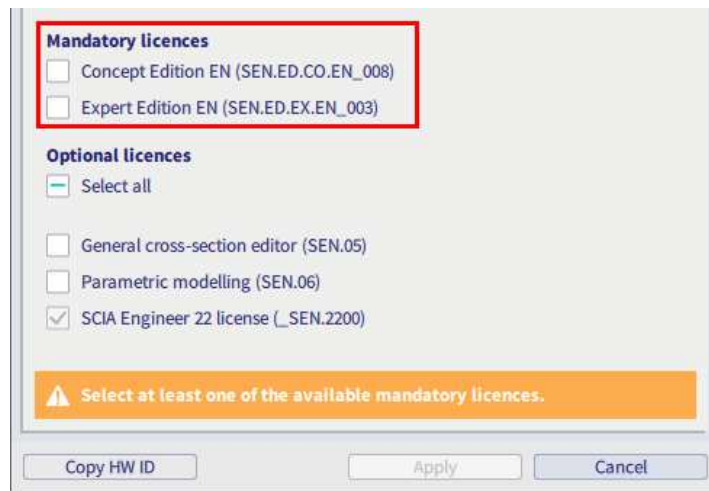 Mandatory licences
Concept Edition EN (SEN.ED.CO.EN_008)
Expert Edition EN (SEN.ED.EX.EN_003)
Optional licences
Select all
General cross-section editor (SEN.05)
Parametric modelling (SEN.06)
SCIA Engineer 22 license (_SEN.2200)
Select at least one of the available mandatory licences.
Copy HW ID
Apply
Cancel